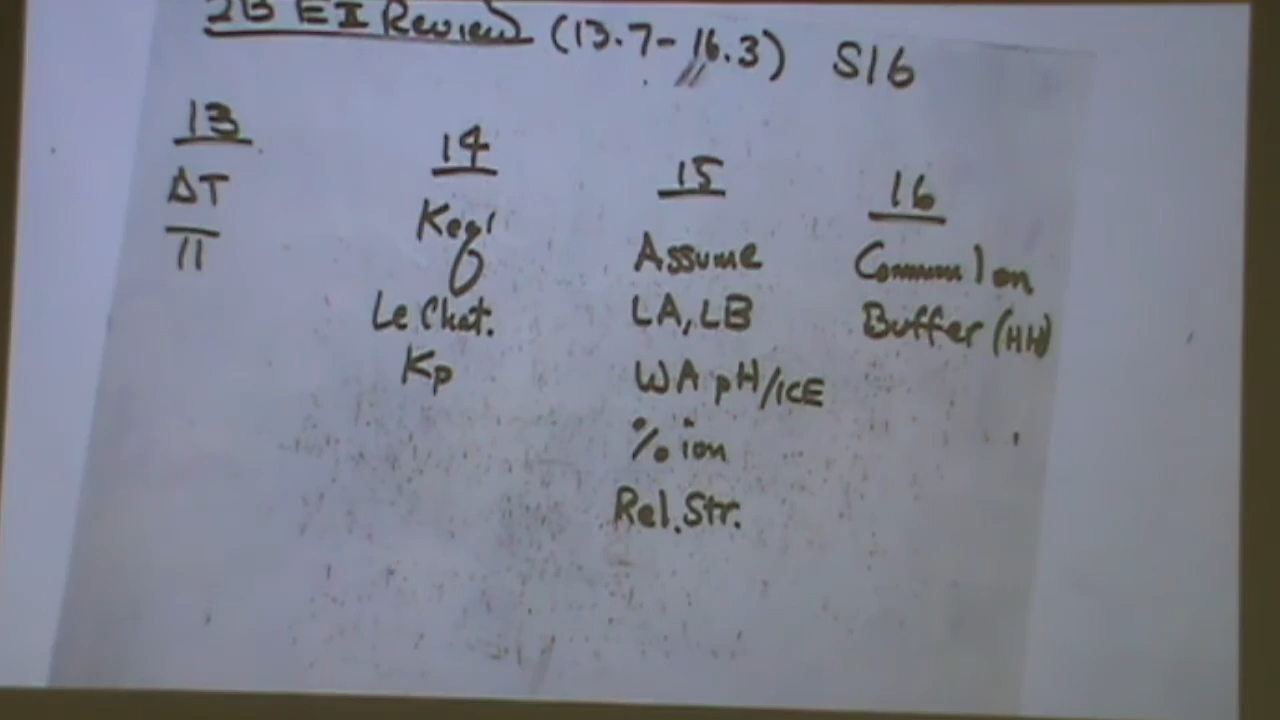 2B EII Review (13.7-16.3) S16
13
ΔT
π
14
Keq'
Le Chat.
Kp
15
Assume
LA, LB
WA pH/ICE
% ion
Rel. Str.
16
Common Ion
Buffer (HH)